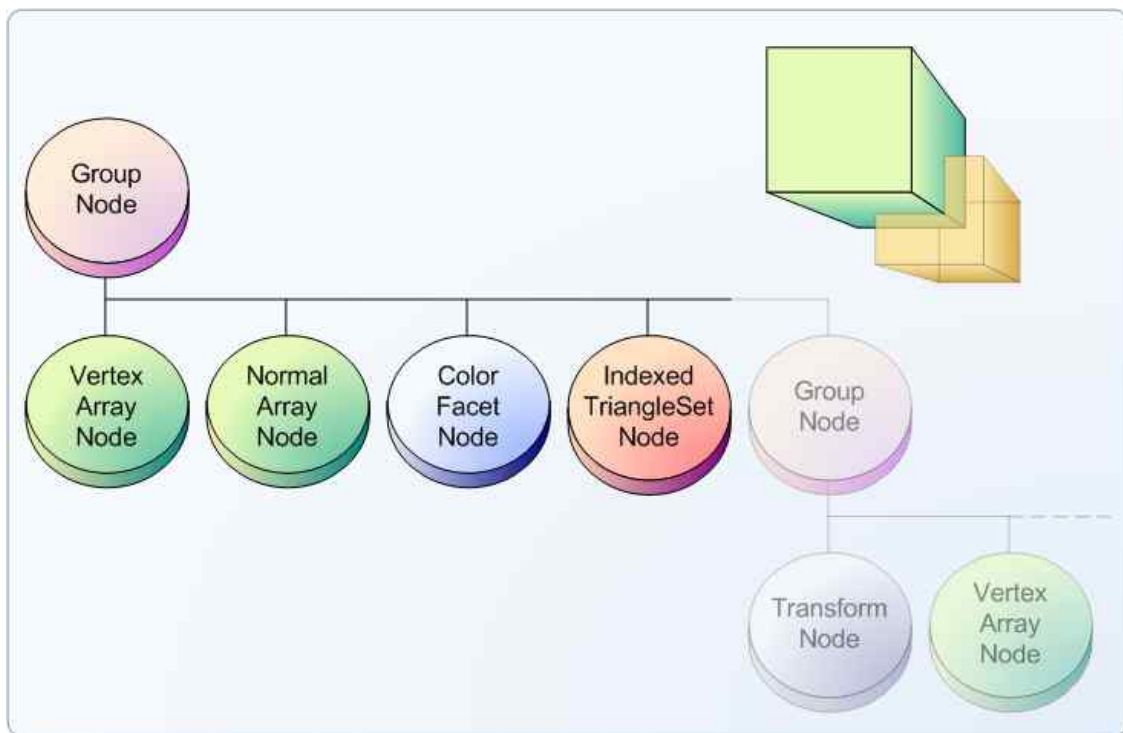 Group
Node
Vertex
Array
Node
Normal
Array
Node
Color
Facet
Node
Indexed
TriangleSet
Node
Group
Node
Transform
Node
Vertex
Array
Node